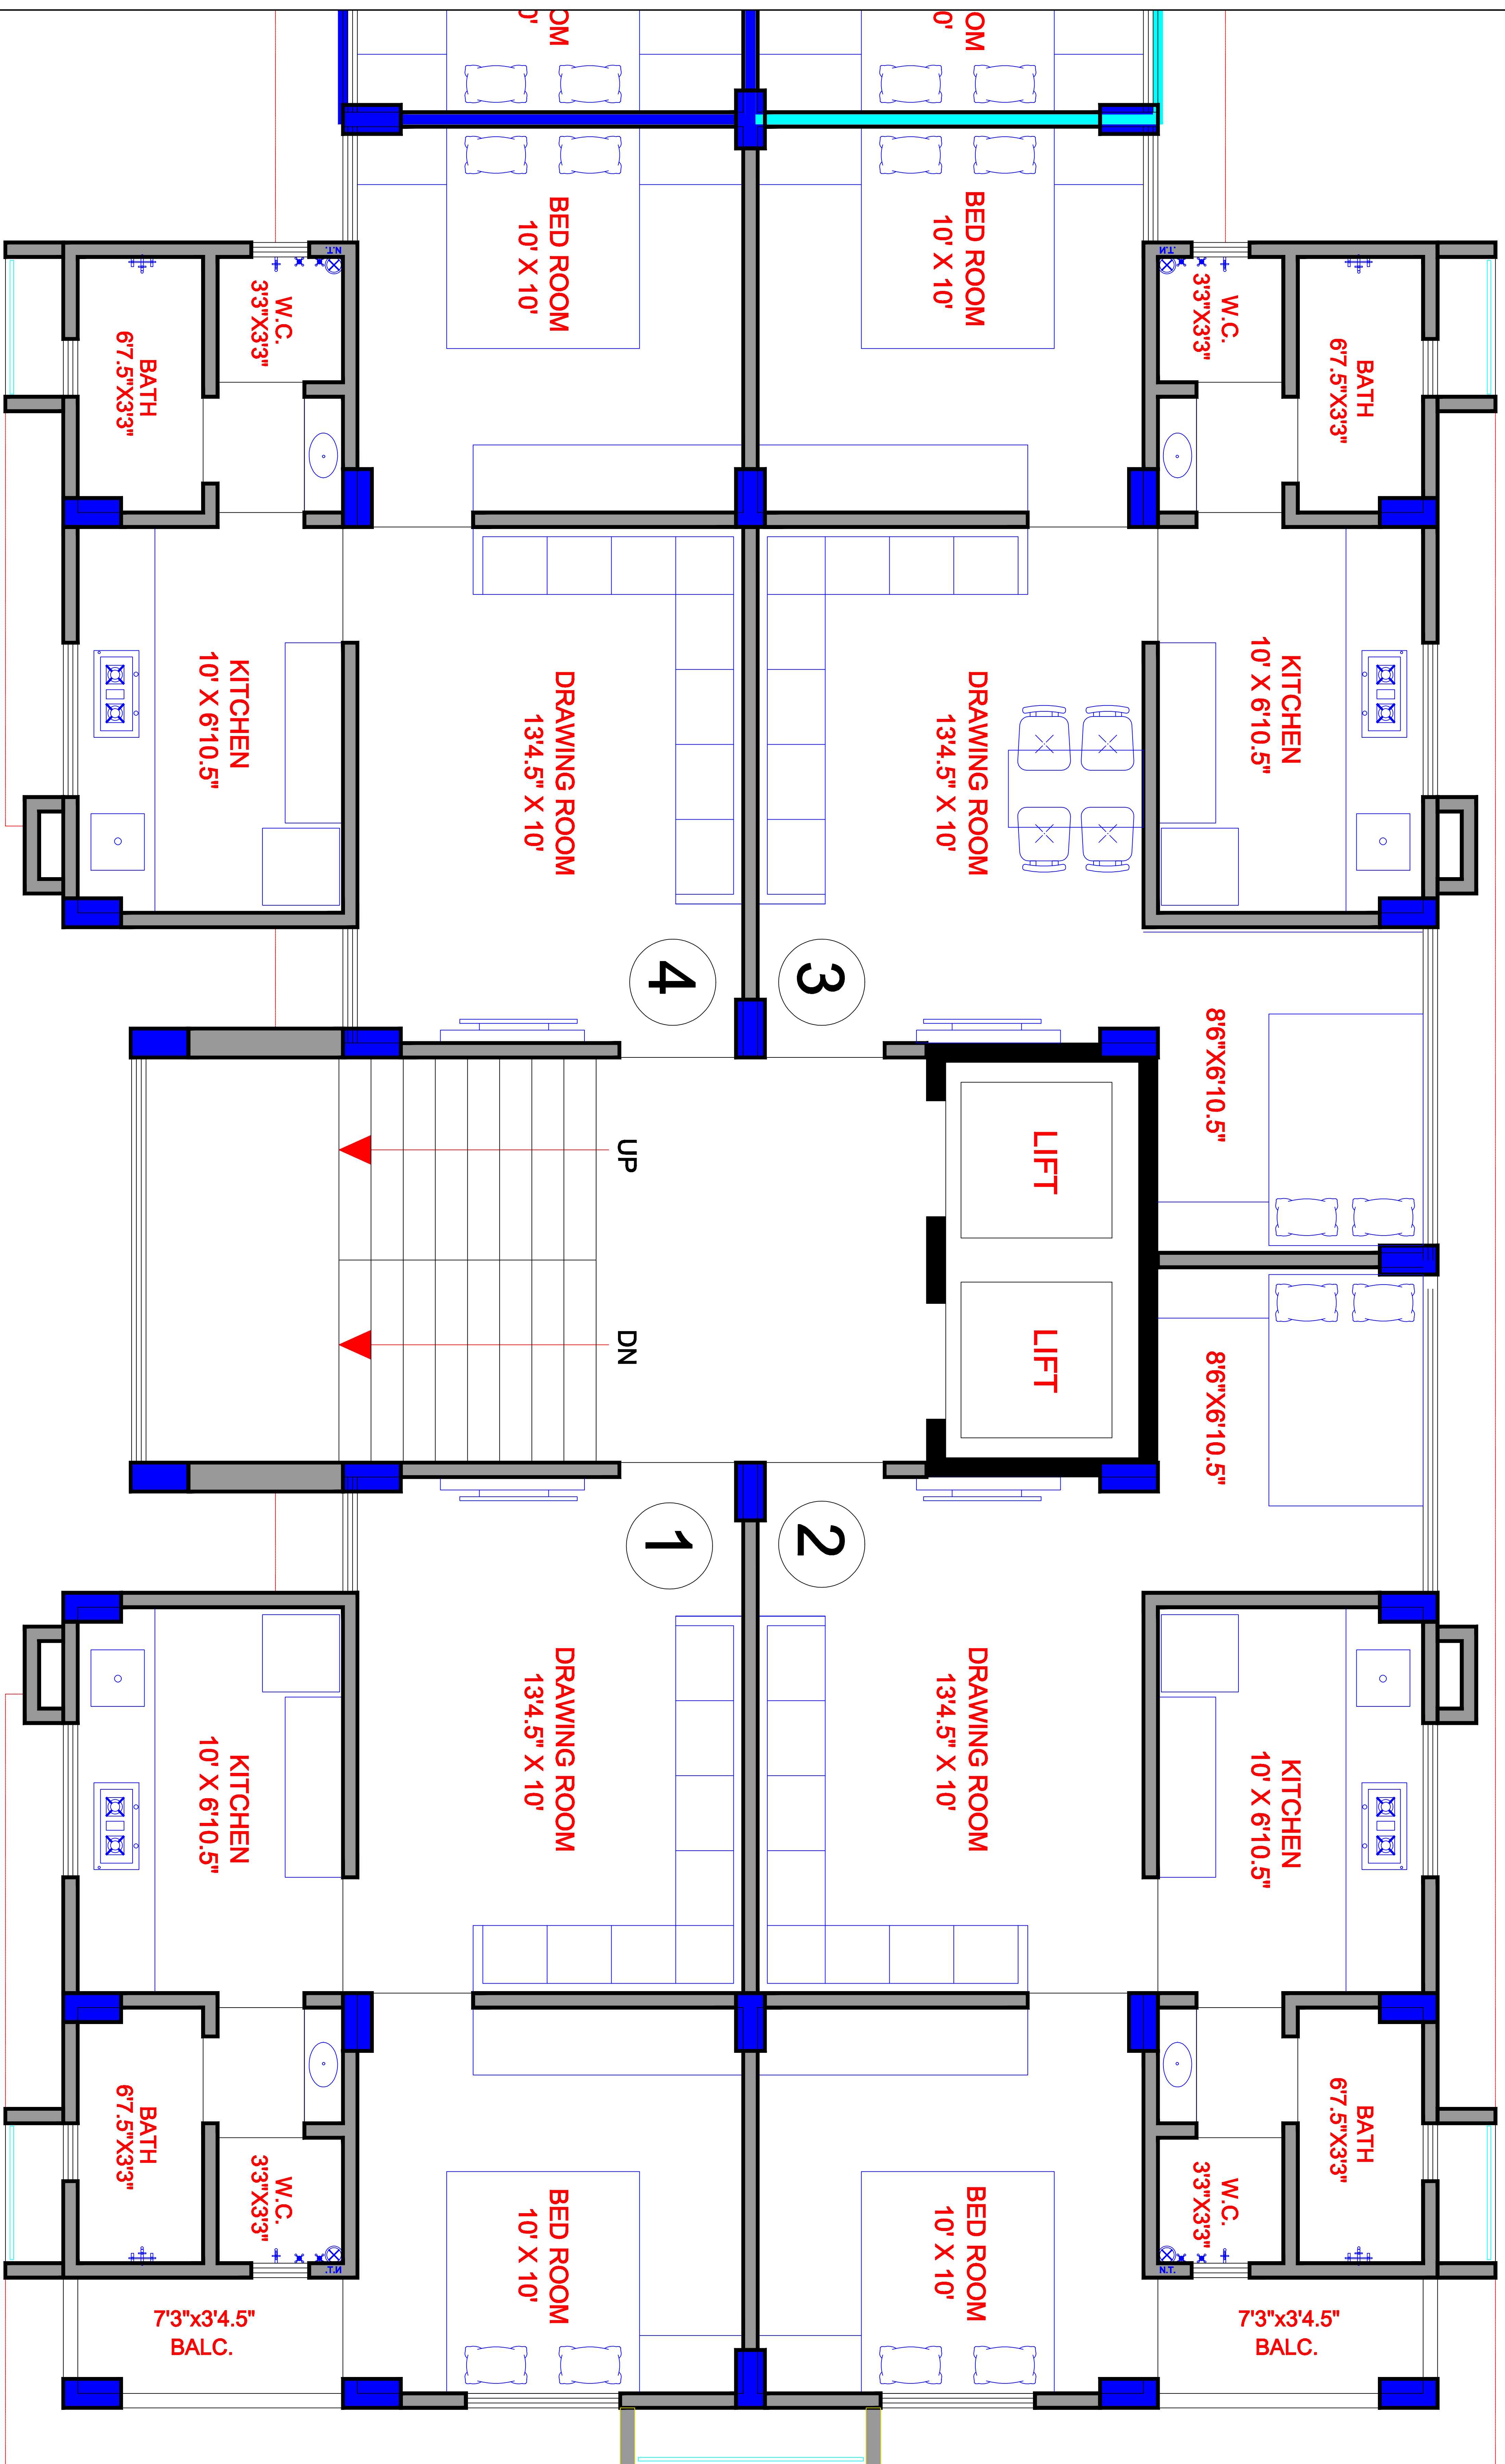 OM
0'
OM
0'
BED ROOM
10' X 10'
BED ROOM
10' X 10'
N.T.
N.T.
W.C.
3'3"X3'3"
W.C.
3'3"X3'3"
BATH
6'7.5"X3'3"
BATH
6'7.5"X3'3"
KITCHEN
10' X 6'10.5"
DRAWING ROOM
13'4.5" X 10'
DRAWING ROOM
13'4.5" X 10'
KITCHEN
10' X 6'10.5"
4
3
8'6"X6'10.5"
UP
LIFT
DN
LIFT
8'6"X6'10.5"
1
2
DRAWING ROOM
13'4.5" X 10'
DRAWING ROOM
13'4.5" X 10'
KITCHEN
10' X 6'10.5"
KITCHEN
10' X 6'10.5"
BATH
6'7.5"X3'3"
BATH
6'7.5"X3'3"
W.C.
3'3"X3'3"
W.C.
3'3"X3'3"
BED ROOM
10' X 10'
BED ROOM
10' X 10'
N.T.
N.T.
7'3"x3'4.5"
BALC.
7'3"x3'4.5"
BALC.